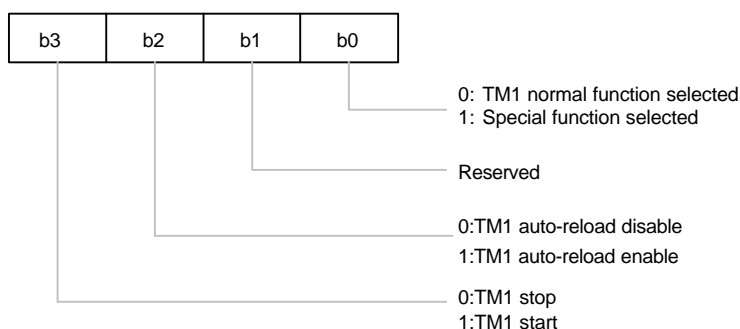 b3 b2 b1 b0
0: TM1 normal function selected
1: Special function selected
Reserved
0:TM1 auto-reload disable
1:TM1 auto-reload enable
0:TM1 stop
1:TM1 start